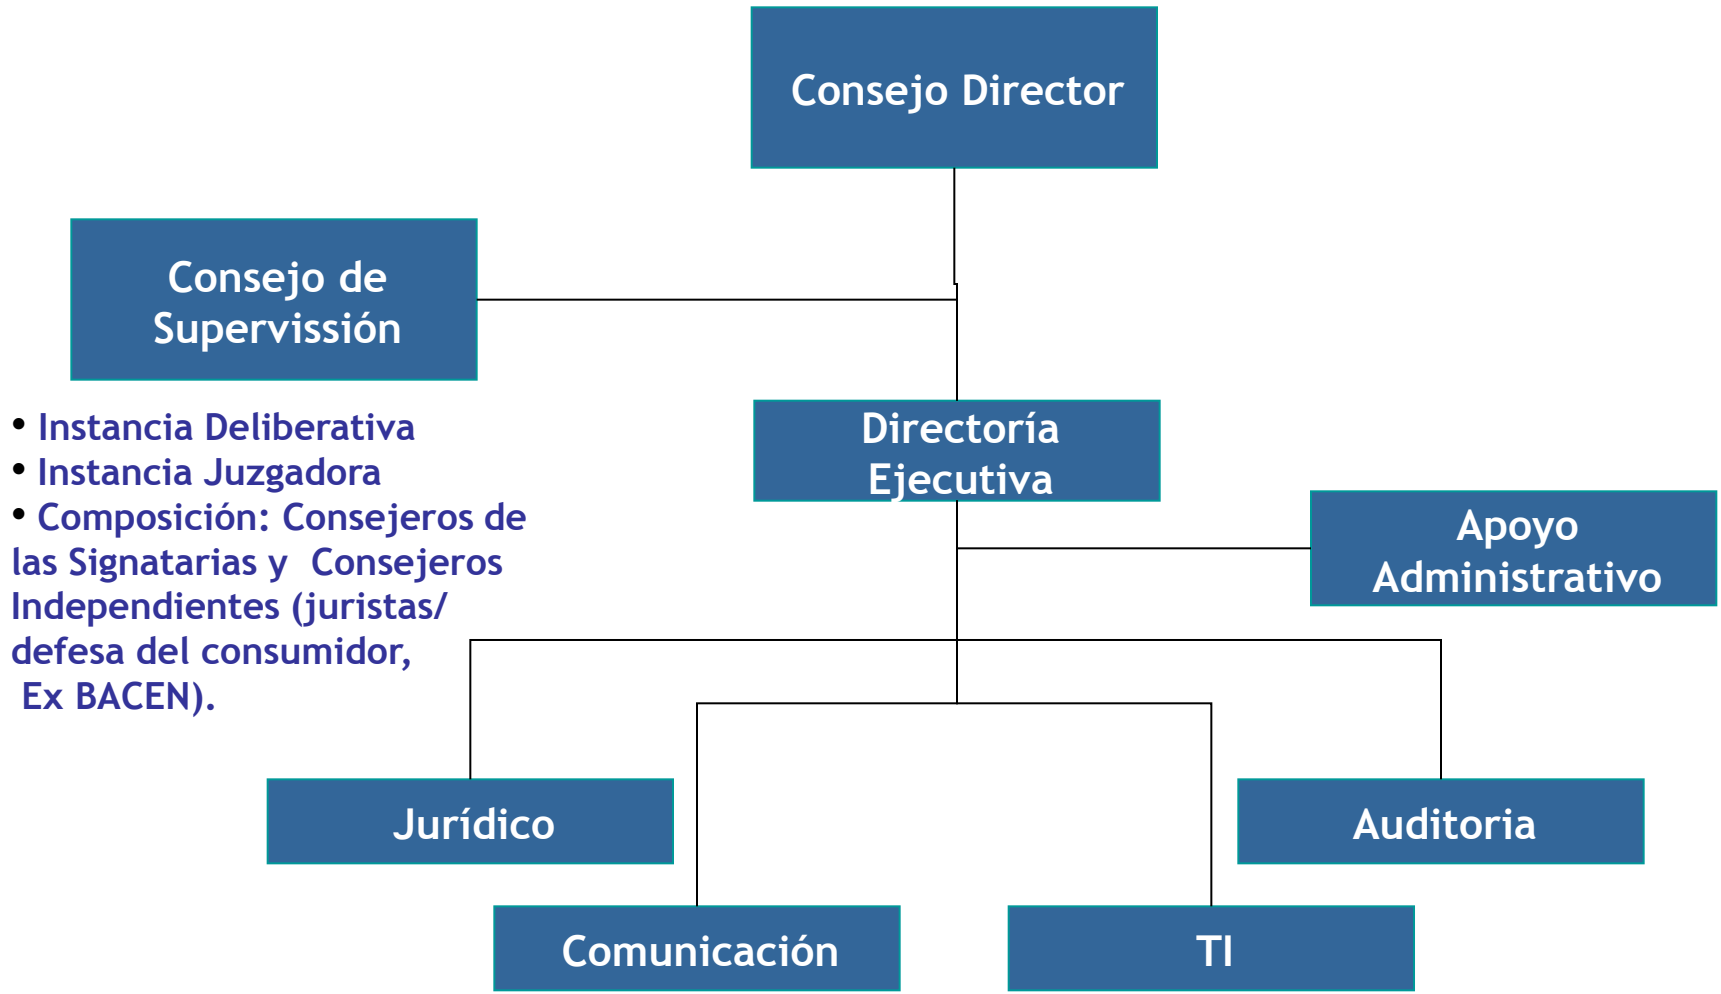 Consejo Director
Consejo de
Supervissión
• Instancia Deliberativa
• Instancia Juzgadora
• Composición: Consejeros de
las Signatarias y Consejeros
Independientes (juristas/
defesa del consumidor,
Ex BACEN).
Directoría
Ejecutiva
Apoyo
Administrativo
Jurídico
Auditoria
Comunicación
TI